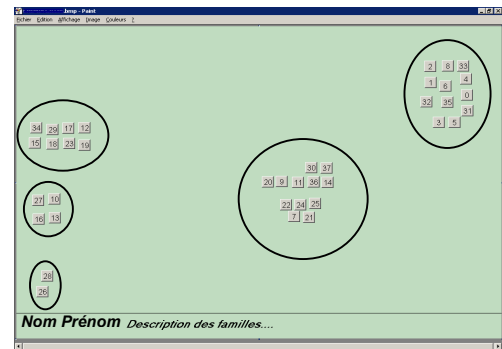 .bmp - Paint
Fichier Edition Affichage Image Couleurs ?
2 8 33
1 6 4
32 35 0
31
3 5
34 29 17 12
15 18 23 19
30 37
20 9 11 36 14
22 24 25
7 21
27 10
16 13
28
26
Nom Prénom Description des familles....